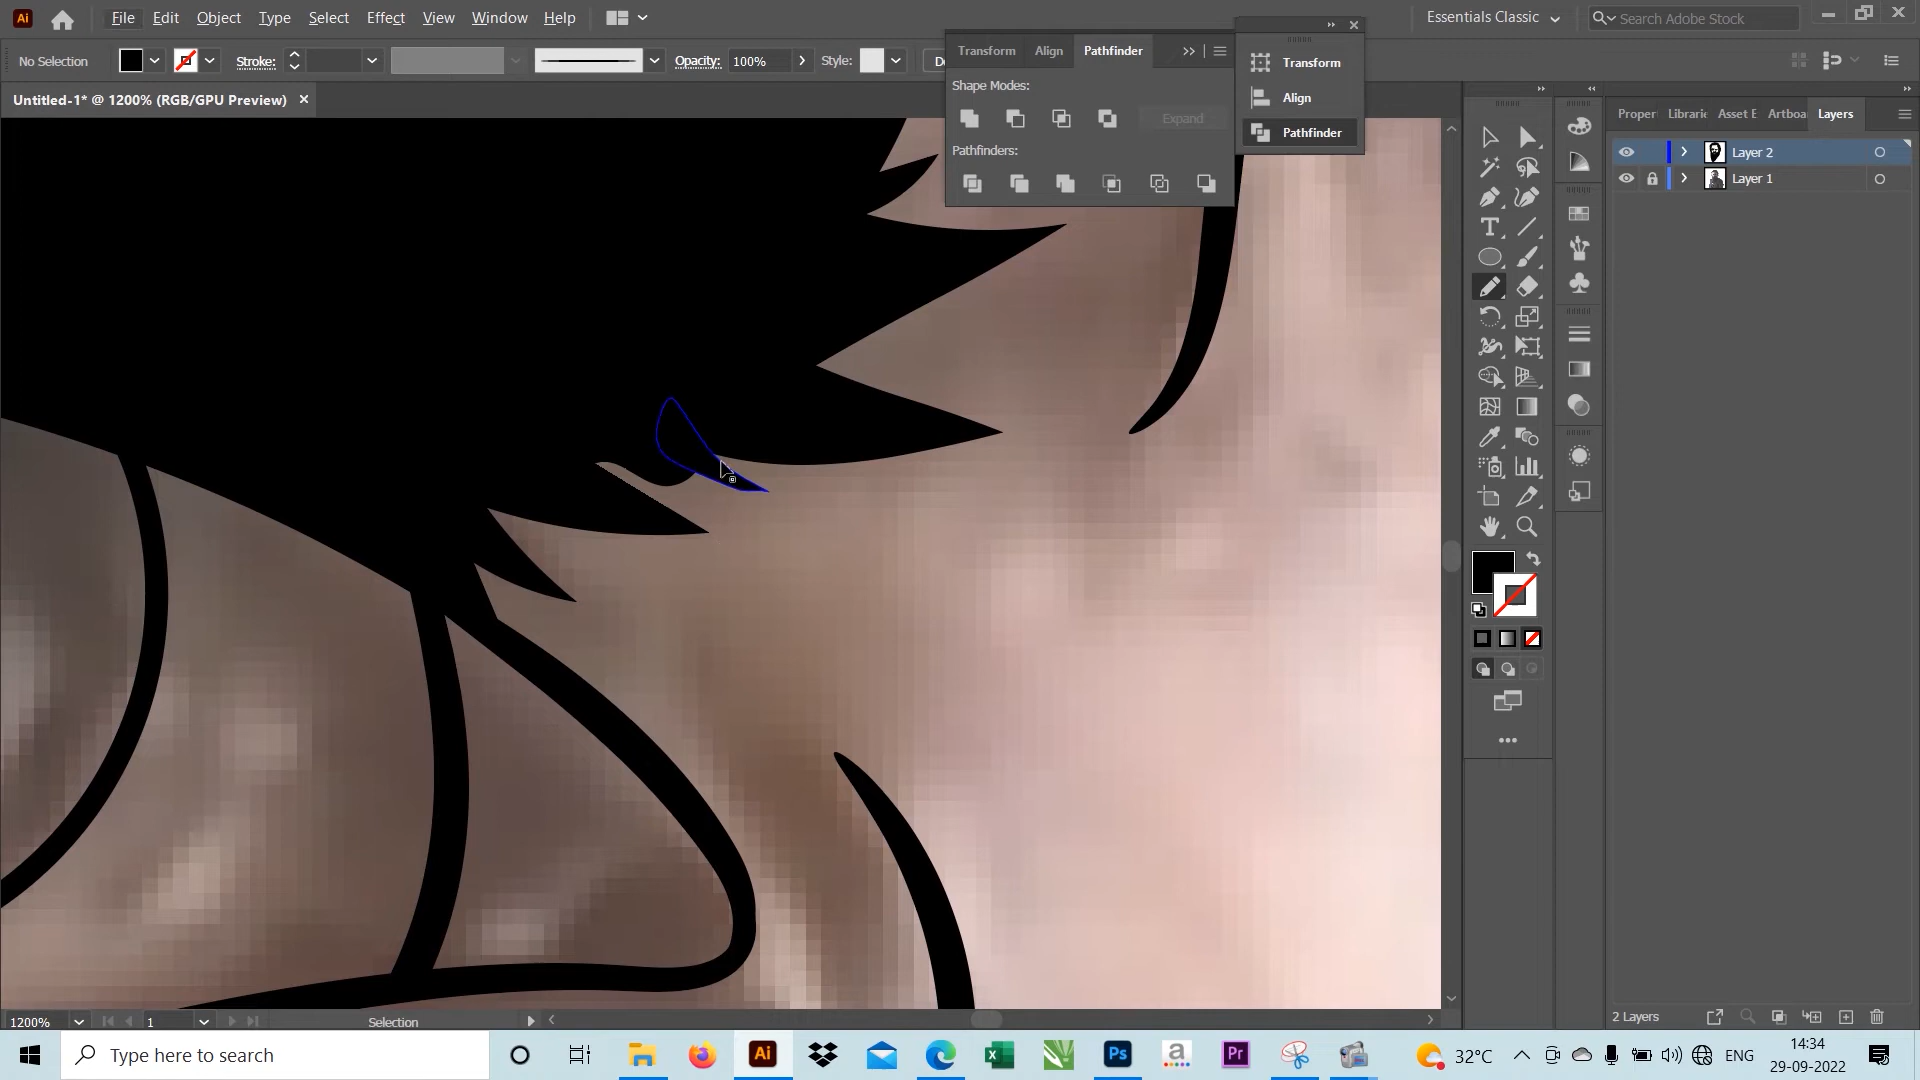 File Edit Object Type Select Effect View Window Help
Essentials Classic
Search Adobe Stock
No Selection
Stroke:
Opacity: 100%
Style:
Transform Align Pathfinder
Shape Modes:
Expand
Pathfinders:
Transform
Align
Pathfinder
Untitled-1* @ 1200% (RGB/GPU Preview)
Proper Librarie Asset E Artboa Layers
Layer 2
Layer 1
2 Layers
1200%
1
Selection
Type here to search
32°C
ENG
14:34
29-09-2022